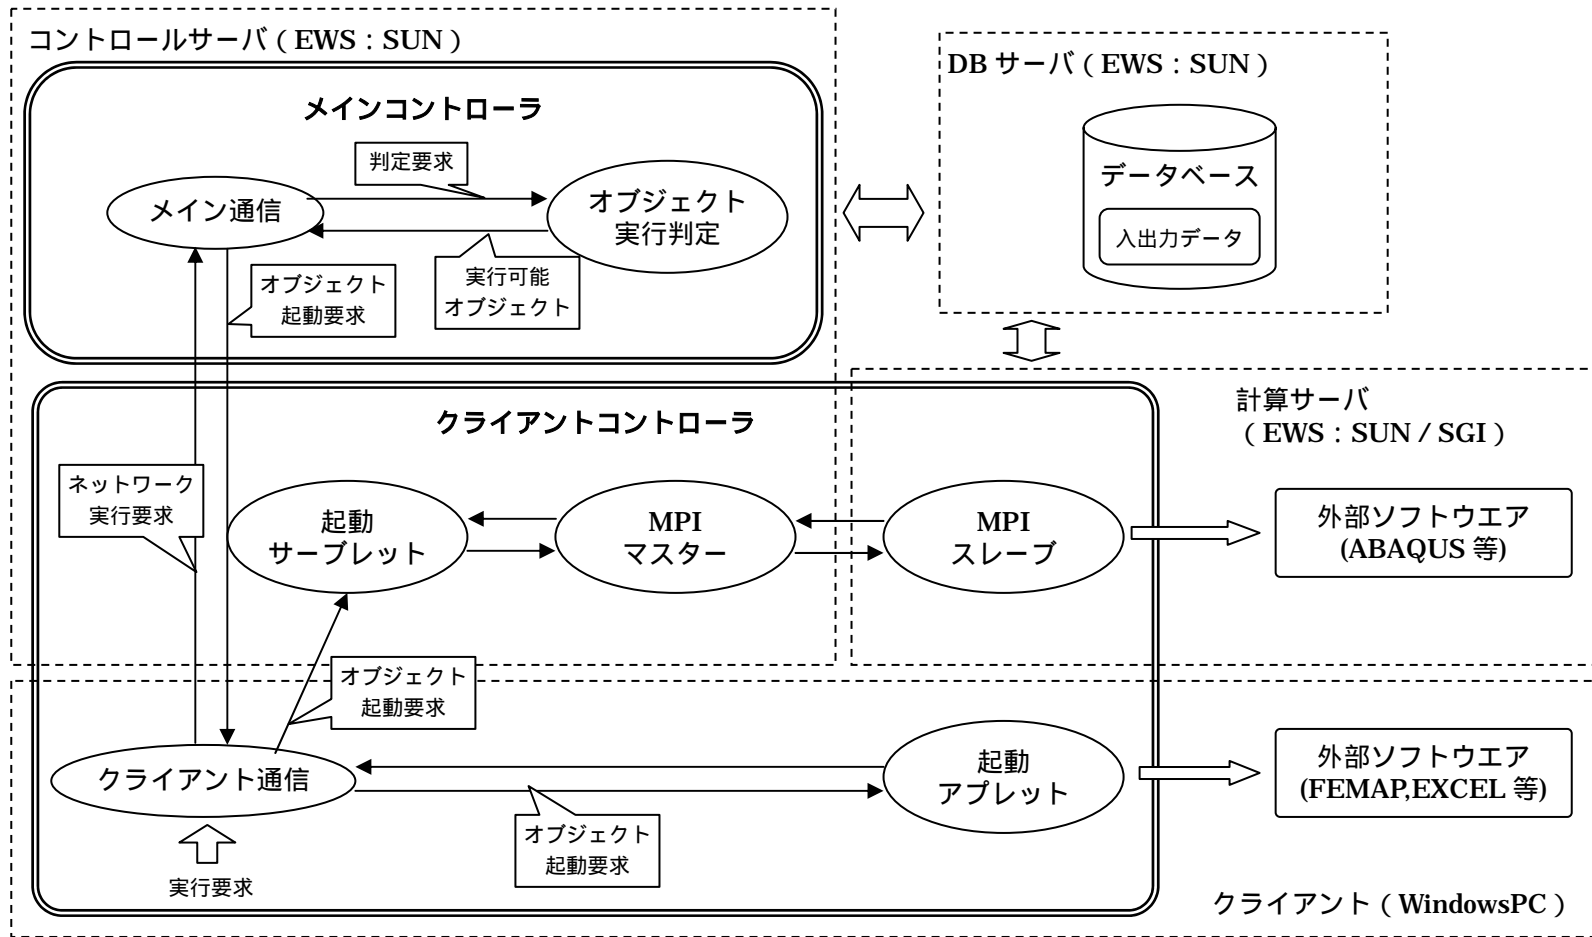 コントロールサーバ（EWS：SUN）
メインコントローラ
判定要求
メイン通信
オブジェクト
実行判定
オブジェクト
起動要求
実行可能
オブジェクト
DB サーバ（EWS：SUN）
データベース
入出力データ
クライアントコントローラ
計算サーバ
（EWS：SUN / SGI）
ネットワーク
実行要求
起動
サーブレット
MPI
マスター
MPI
スレーブ
外部ソフトウエア
(ABAQUS 等)
オブジェクト
起動要求
クライアント通信
起動
アプレット
外部ソフトウエア
(FEMAP,EXCEL 等)
オブジェクト
起動要求
実行要求
クライアント（WindowsPC）